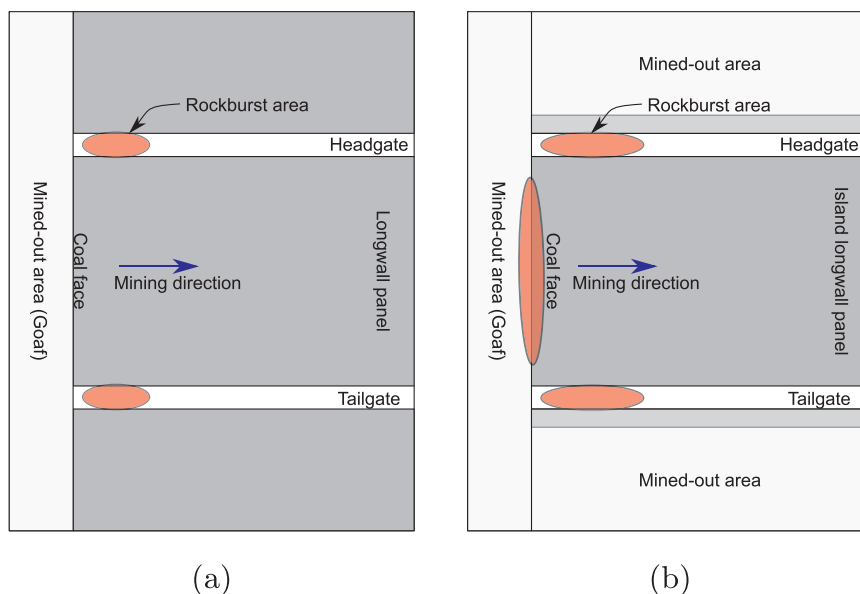 Rockburst area
Headgate
Mined-out area (Goaf)
Coal face
Mining direction
Longwall panel
Tailgate
(a)
Mined-out area
Rockburst area
Headgate
Mined-out area (Goaf)
Coal face
Mining direction
Island longwall panel
Tailgate
Mined-out area
(b)